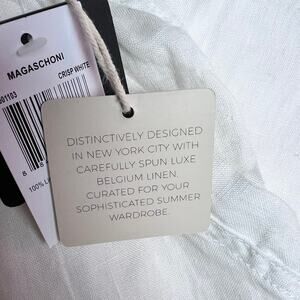 MAGASCHONI
CRISP WHITE
DISTINCTIVELY DESIGNED
IN NEW YORK CITY WITH
CAREFULLY SPUN LUXE
BELGIUM LINEN.
CURATED FOR YOUR
SOPHISTICATED SUMMER
WARDROBE.